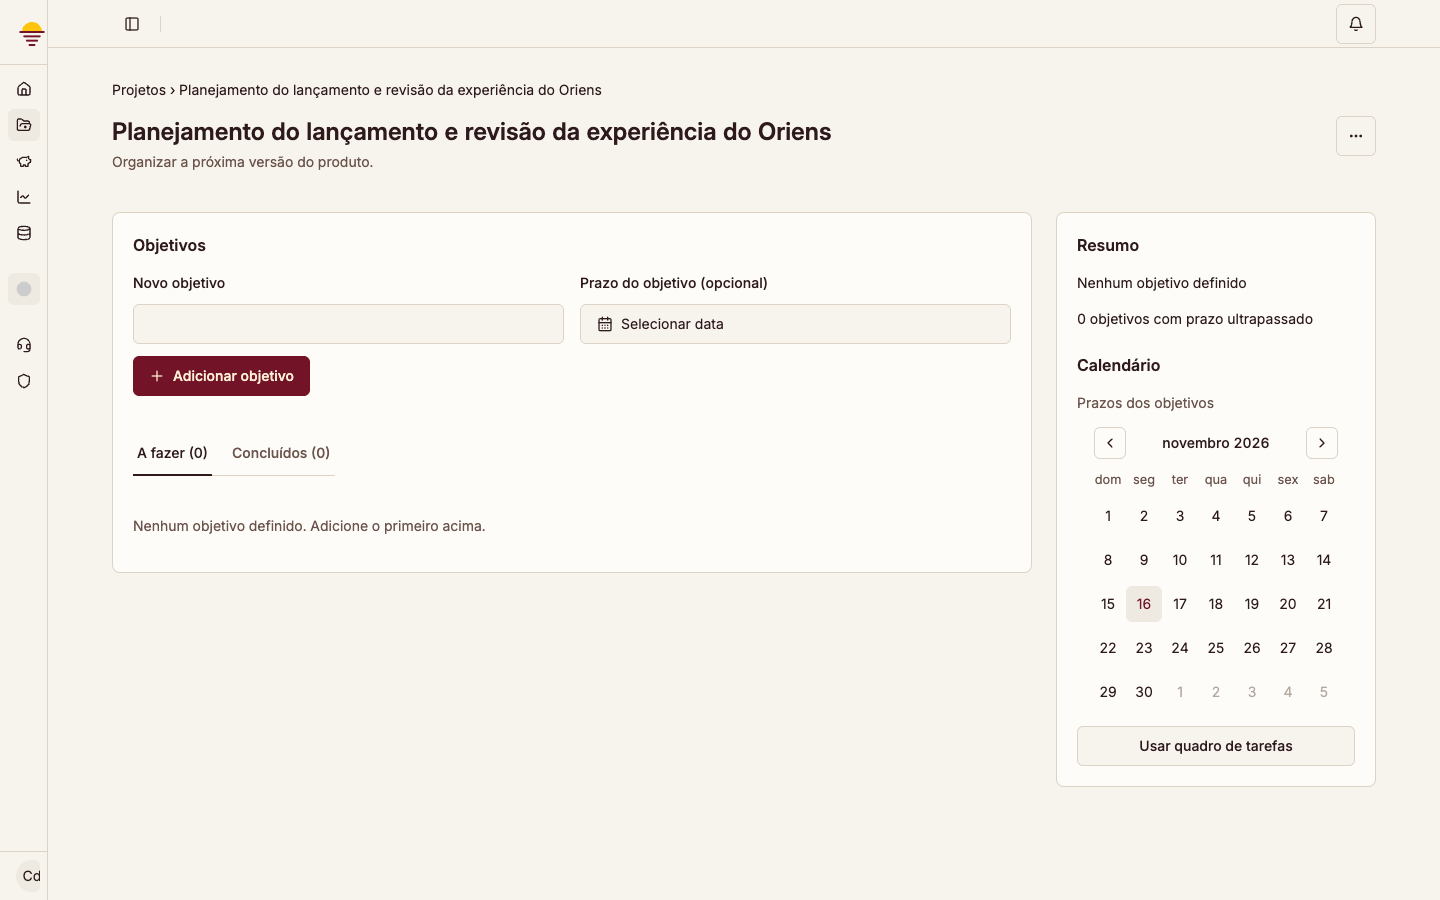 Projetos › Planejamento do lançamento e revisão da experiência do Oriens
Planejamento do lançamento e revisão da experiência do Oriens
Organizar a próxima versão do produto.
Objetivos
Novo objetivo
Prazo do objetivo (opcional)
Selecionar data
Adicionar objetivo
A fazer (0) Concluídos (0)
Nenhum objetivo definido. Adicione o primeiro acima.
Resumo
Nenhum objetivo definido
0 objetivos com prazo ultrapassado
Calendário
Prazos dos objetivos
novembro 2026
dom seg ter qua qui sex sab
1 2 3 4 5 6 7
8 9 10 11 12 13 14
15 16 17 18 19 20 21
22 23 24 25 26 27 28
29 30 1 2 3 4 5
Usar quadro de tarefas
Cd